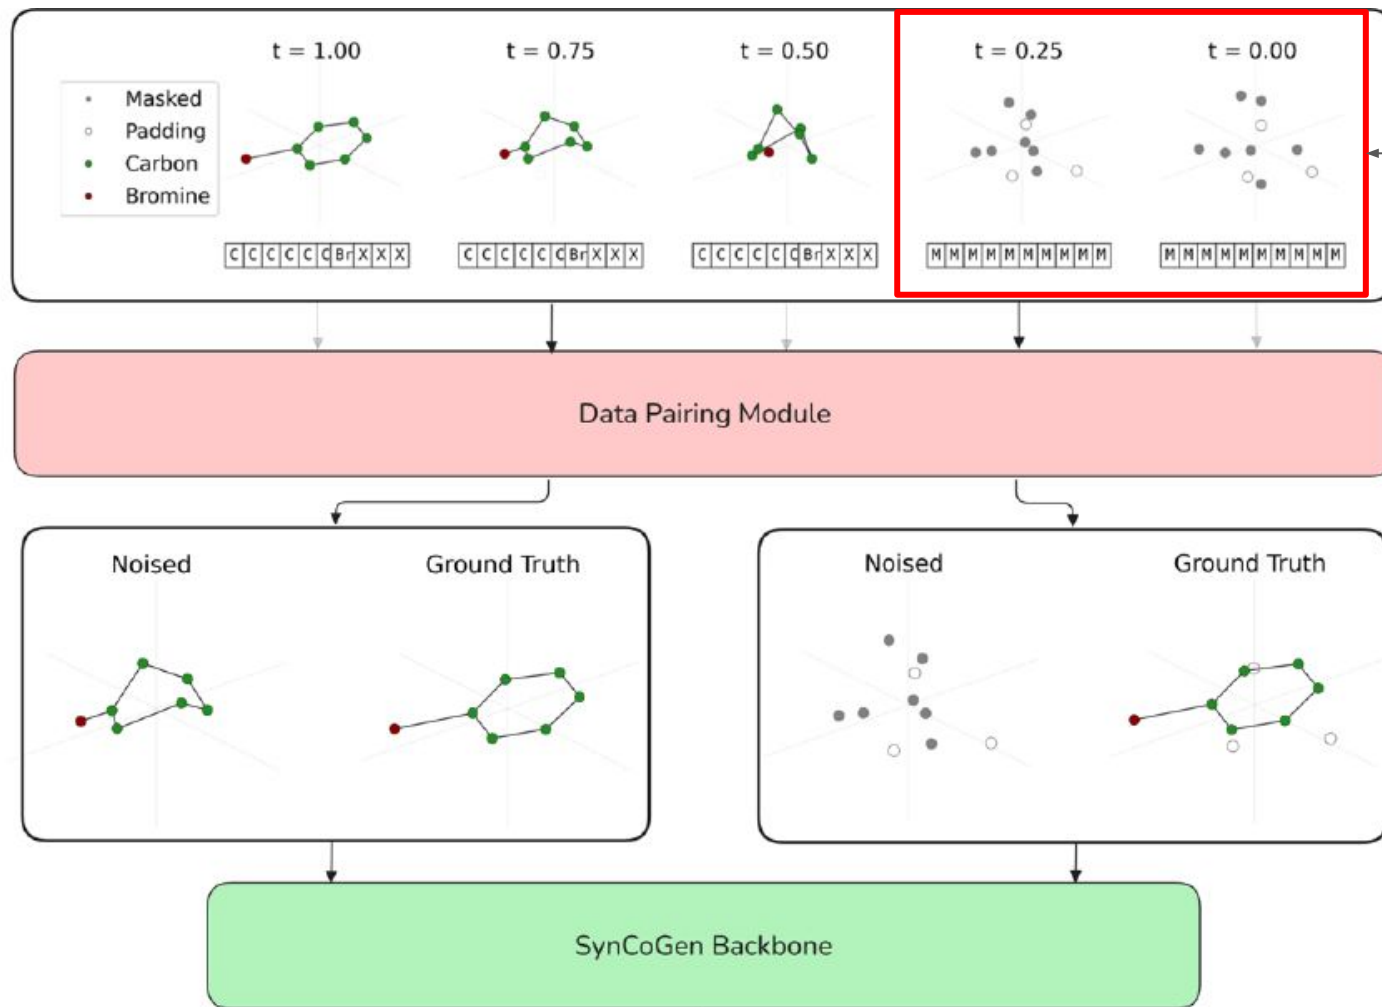 t = 1.00 t = 0.75 t = 0.50 t = 0.25 t = 0.00
Masked
Padding
Carbon
Bromine
C C C C C C Br X X X C C C C C C Br X X X C C C C C C Br X X X M M M M M M M M M M M M M M M M M M M M
Data Pairing Module
Noised Ground Truth Noised Ground Truth
SynCoGen Backbone